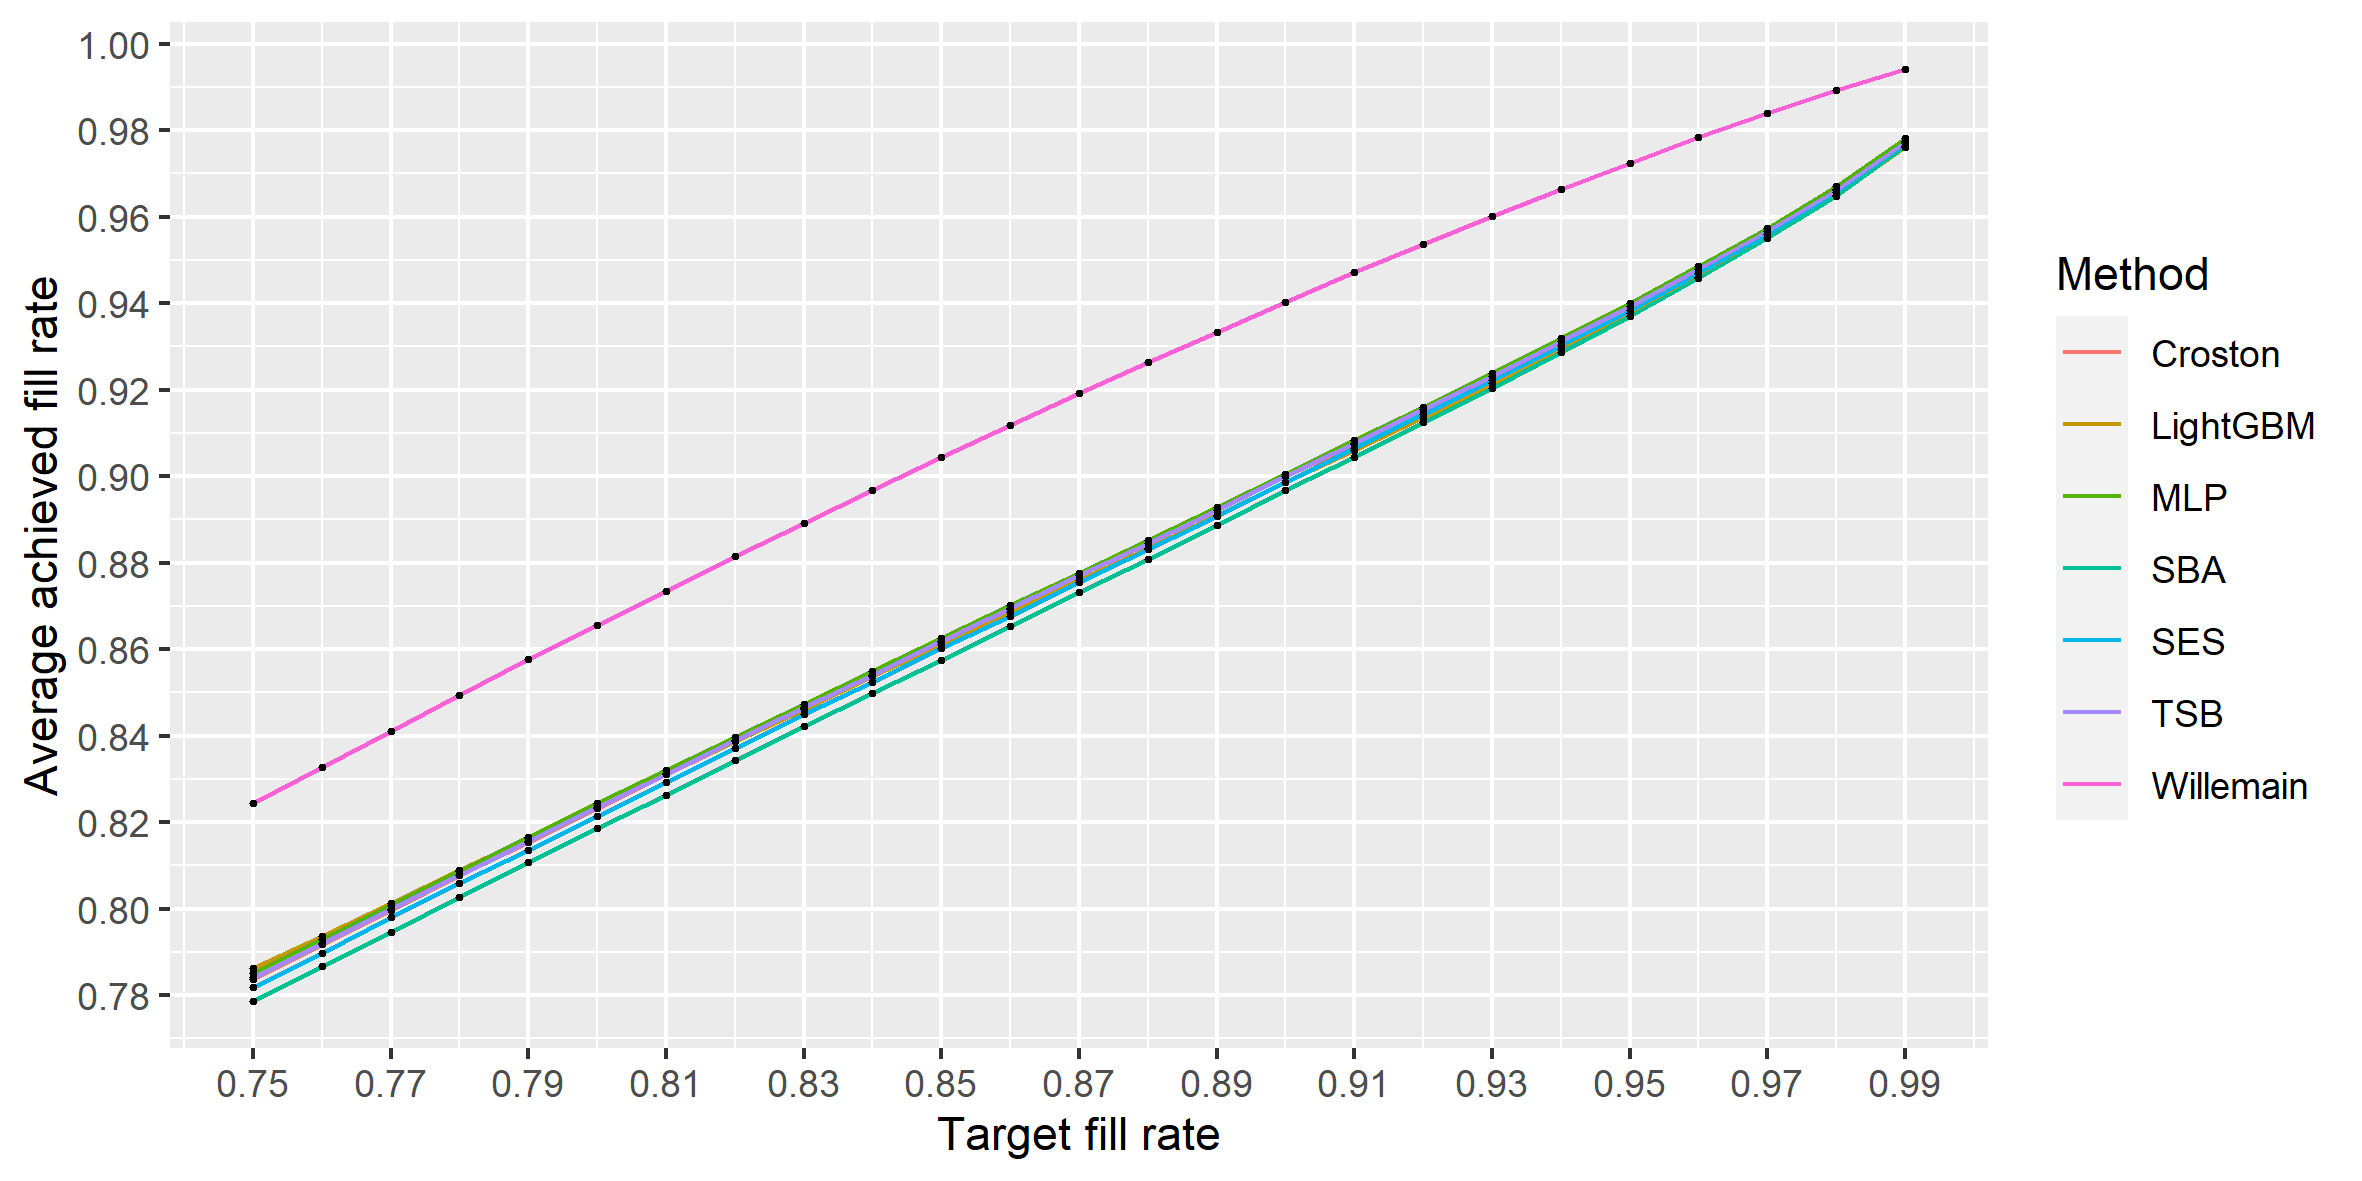 1.00
0.98
0.96
0.94
0.92
0.90
0.88
0.86
0.84
0.82
0.80
0.78
Average achieved fill rate
0.75 0.77 0.79 0.81 0.83 0.85 0.87 0.89 0.91 0.93 0.95 0.97 0.99
Target fill rate
Method
Croston
LightGBM
MLP
SBA
SES
TSB
Willemain